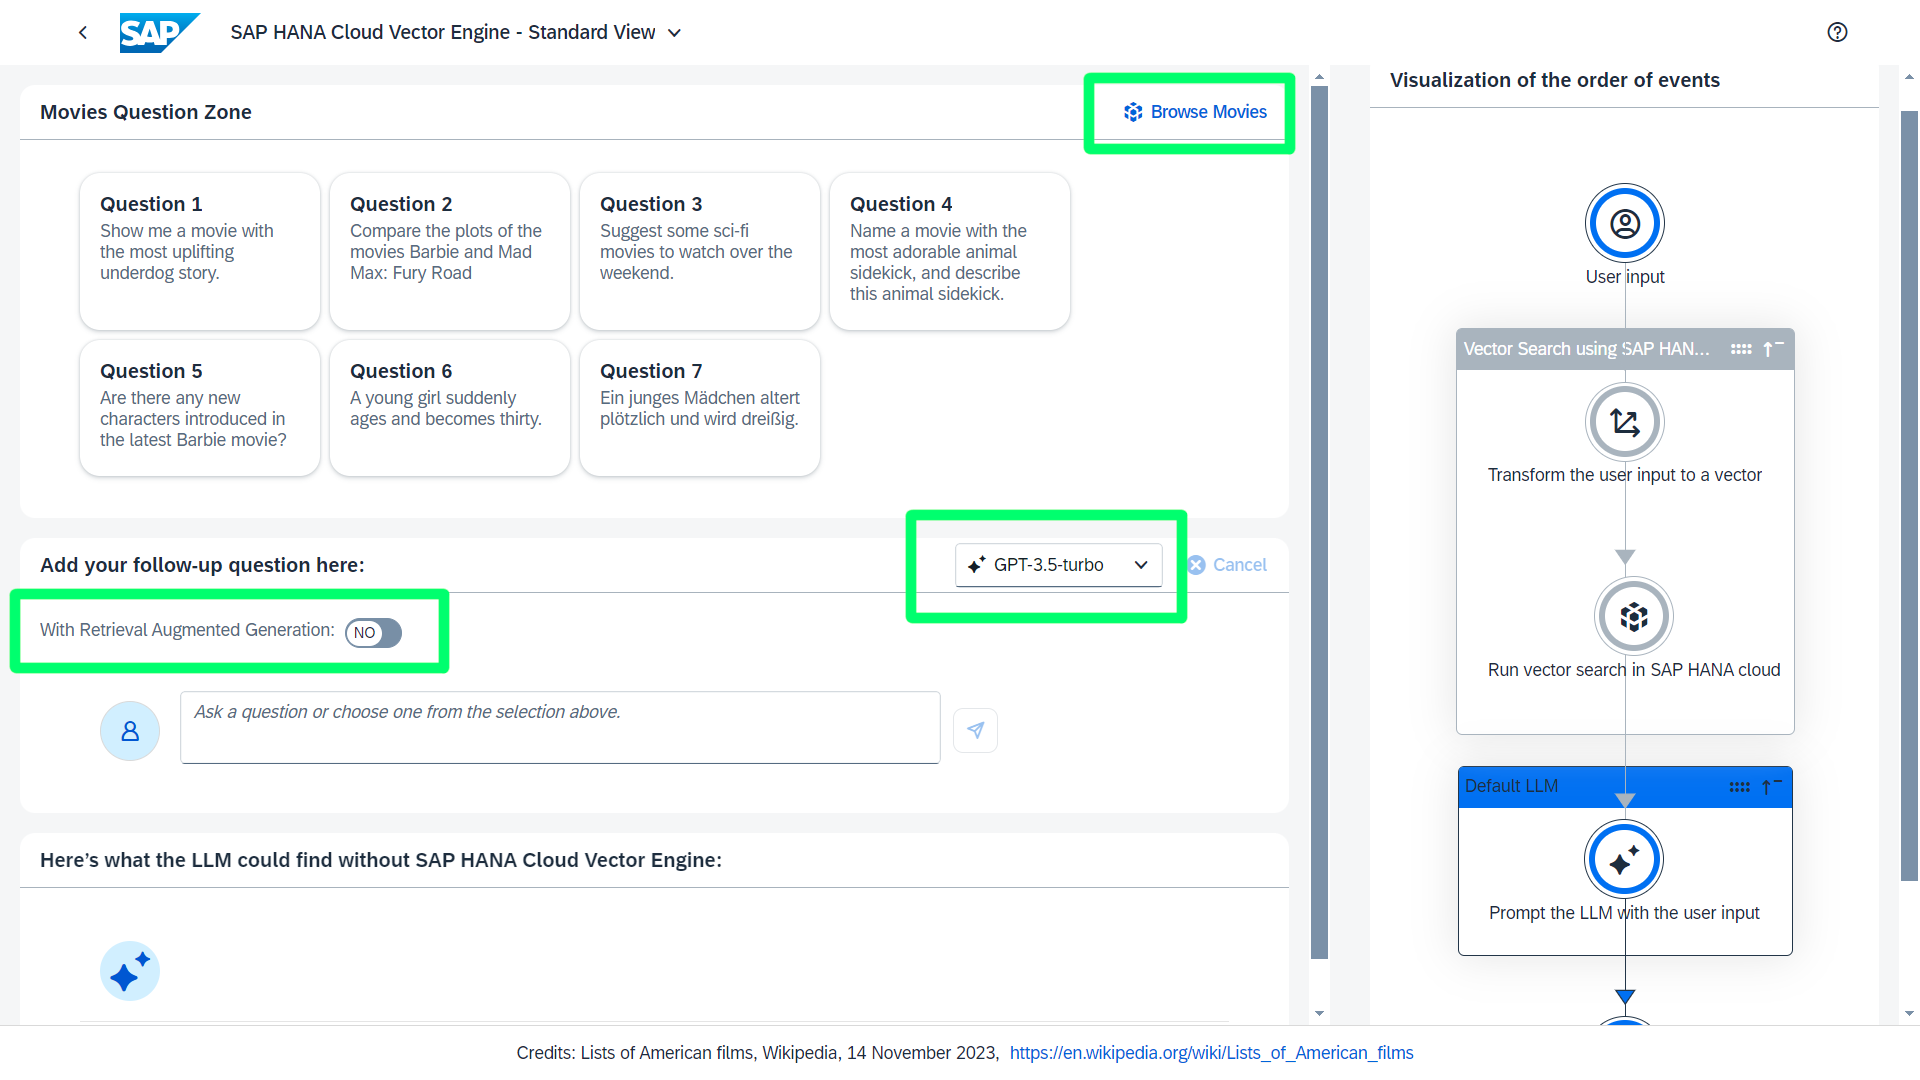 SAP
SAP HANA Cloud Vector Engine - Standard View
Movies Question Zone
Browse Movies
Question 1
Show me a movie with
the most uplifting
underdog story.
Question 2
Compare the plots of the
movies Barbie and Mad
Max: Fury Road
Question 3
Suggest some sci-fi
movies to watch over the
weekend.
Question 4
Name a movie with the
most adorable animal
sidekick, and describe
this animal sidekick.
Question 5
Are there any new
characters introduced in
the latest Barbie movie?
Question 6
A young girl suddenly
ages and becomes thirty.
Question 7
Ein junges Mädchen altert
plötzlich und wird dreißig.
Add your follow-up question here:
GPT-3.5-turbo
Cancel
With Retrieval Augmented Generation:
NO
Ask a question or choose one from the selection above.
Here’s what the LLM could find without SAP HANA Cloud Vector Engine:
Visualization of the order of events
User input
Vector Search using SAP HAN...
Transform the user input to a vector
Run vector search in SAP HANA cloud
Default LLM
Prompt the LLM with the user input
Credits: Lists of American films, Wikipedia, 14 November 2023, https://en.wikipedia.org/wiki/Lists_of_American_films